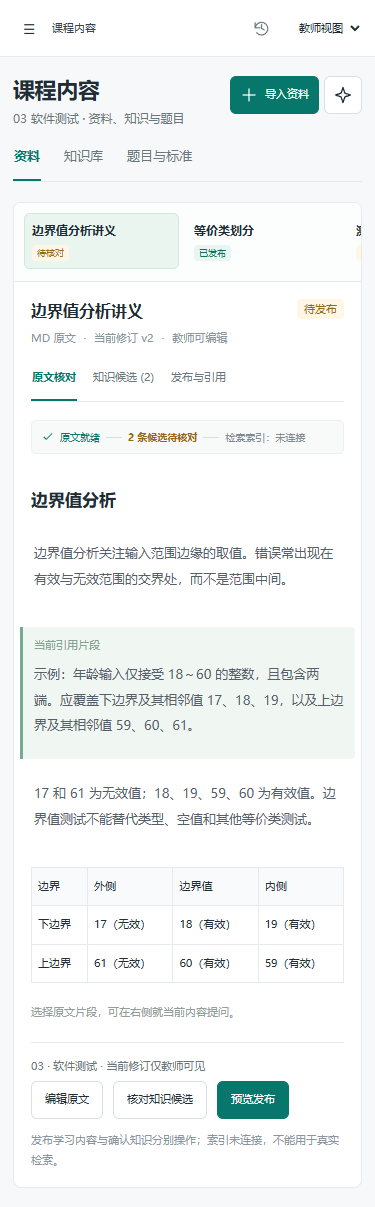 课程内容
教师视图
课程内容
03 软件测试 · 资料、知识与题目
导入资料
资料 知识库 题目与标准
边界值分析讲义
待核对
等价类划分
已发布
边界值分析讲义
待发布
MD 原文 · 当前修订 v2 · 教师可编辑
原文核对 知识候选 (2) 发布与引用
原文就绪 2 条候选待核对 检索索引：未连接
边界值分析
边界值分析关注输入范围边缘的取值。错误常出现在
有效与无效范围的交界处，而不是范围中间。
当前引用片段
示例：年龄输入仅接受 18～60 的整数，且包含两
端。应覆盖下边界及其相邻值 17、18、19，以及上边
界及其相邻值 59、60、61。
17 和 61 为无效值；18、19、59、60 为有效值。边
界值测试不能替代类型、空值和其他等价类测试。
边界 外侧 边界值 内侧
下边界 17（无效） 18（有效） 19（有效）
上边界 61（无效） 60（有效） 59（有效）
选择原文片段，可在右侧就当前内容提问。
03 · 软件测试 · 当前修订仅教师可见
编辑原文 核对知识候选 预览发布
发布学习内容与确认知识分别操作；索引未连接，不能用于真实
检索。